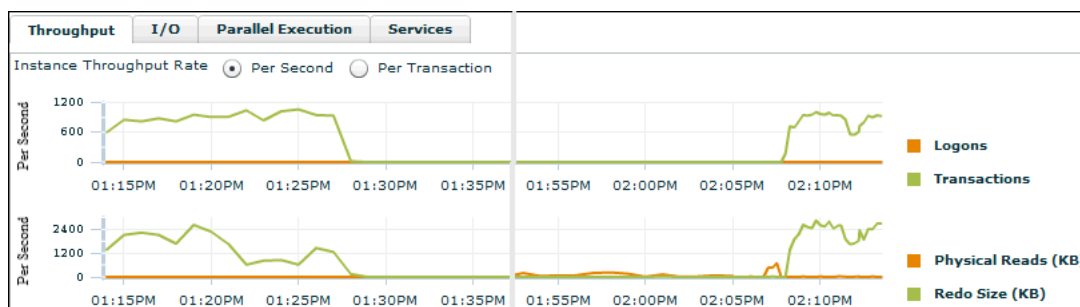 Throughput I/O Parallel Execution Services
Instance Throughput Rate Per Second Per Transaction
Per Second
1200
600
0
01:15PM 01:20PM 01:25PM 01:30PM 01:35PM 01:55PM 02:00PM 02:05PM 02:10PM
Logons
Transactions
Per Second
2400
1200
0
01:15PM 01:20PM 01:25PM 01:30PM 01:35PM 01:55PM 02:00PM 02:05PM 02:10PM
Physical Reads (KB
Redo Size (KB)